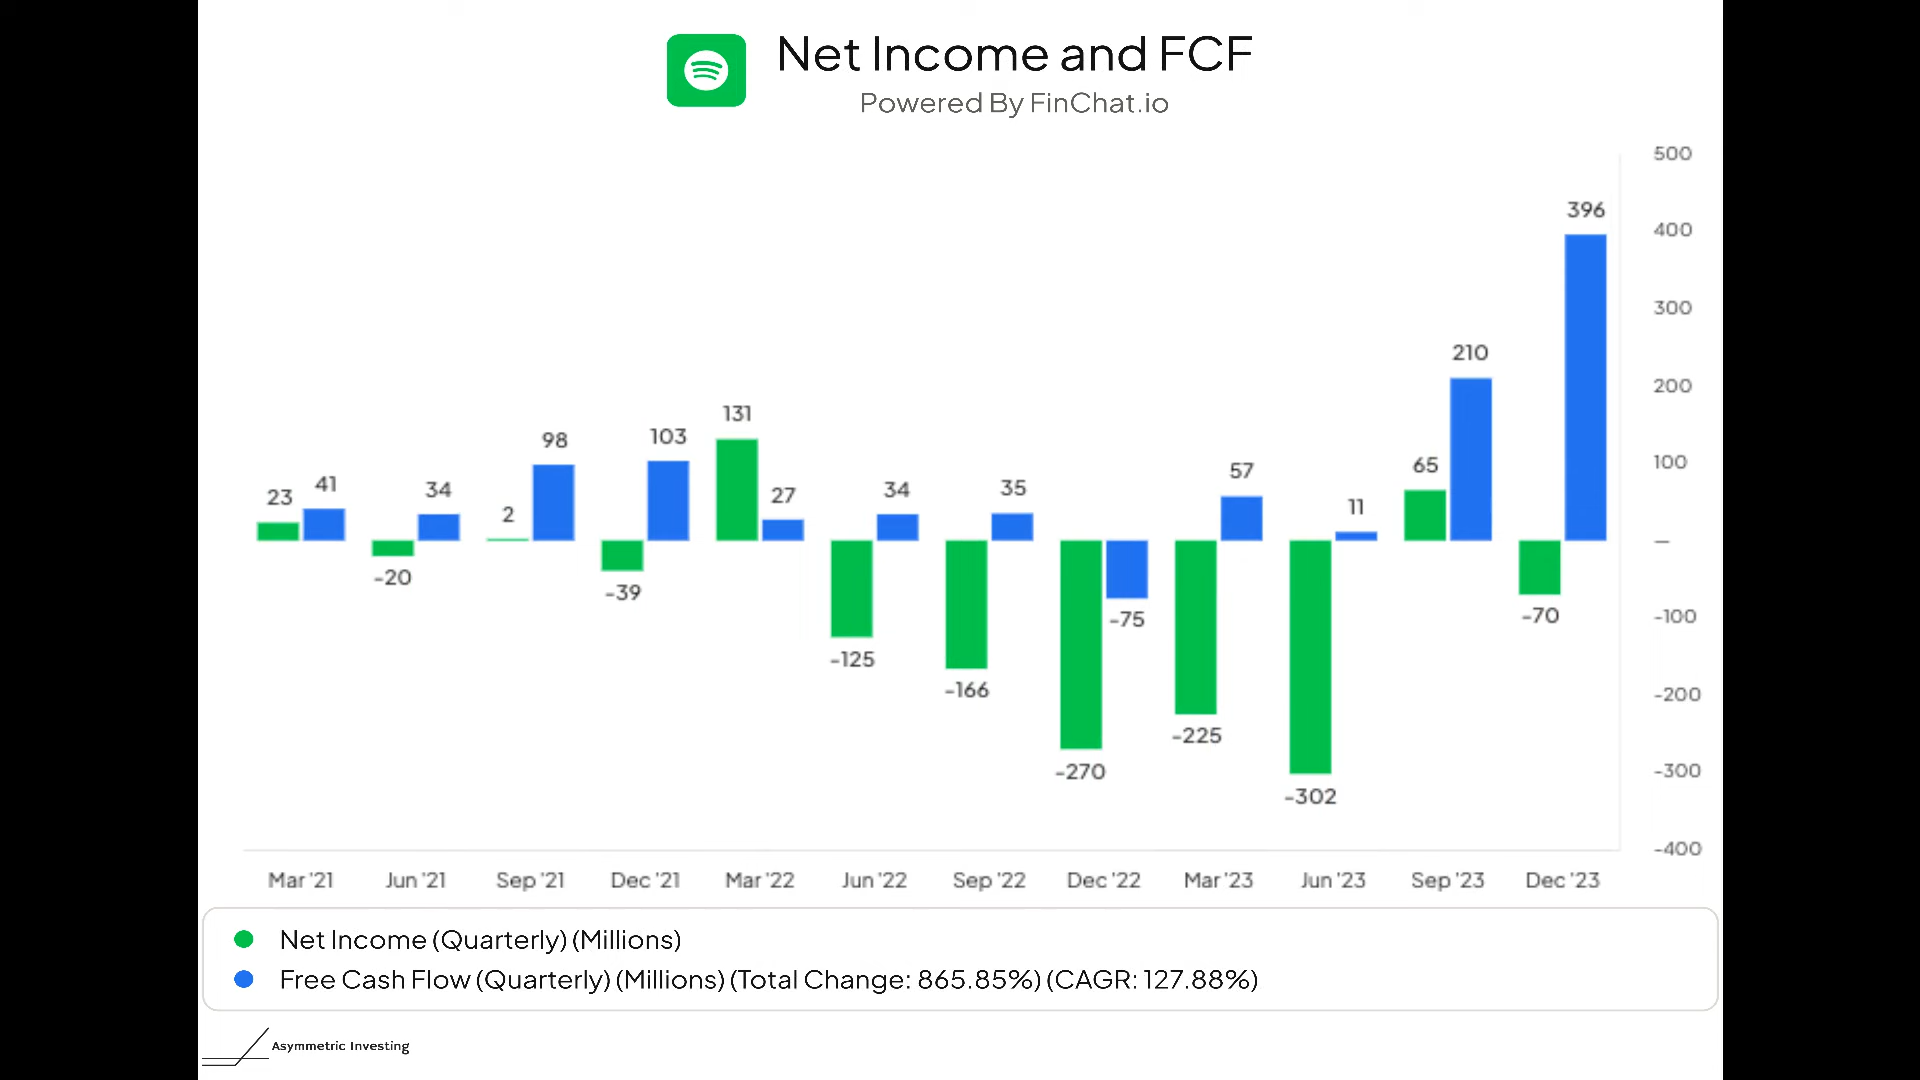 Net Income and FCF
Powered By FinChat.io
500
400
300
200
100
—
-100
-200
-300
-400
23
41
-20
34
2
98
-39
103
131
27
-125
34
-166
35
-270
-75
-225
57
-302
11
65
210
-70
396
Mar '21
Jun '21
Sep '21
Dec '21
Mar '22
Jun '22
Sep '22
Dec '22
Mar '23
Jun '23
Sep '23
Dec '23
Net Income (Quarterly) (Millions)
Free Cash Flow (Quarterly) (Millions) (Total Change: 865.85%) (CAGR: 127.88%)
Asymmetric Investing